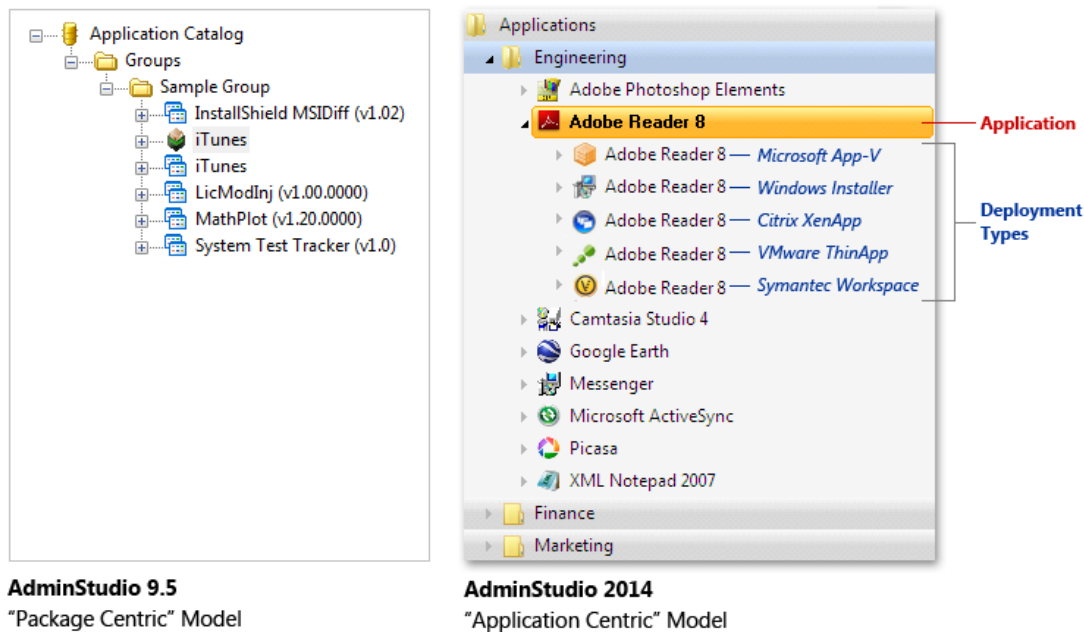 Application Catalog
Groups
Sample Group
InstallShield MSIDiff (v1.02)
iTunes
iTunes
LicModInj (v1.00.0000)
MathPlot (v1.20.0000)
System Test Tracker (v1.0)
AdminStudio 9.5
“Package Centric” Model
Applications
Engineering
Adobe Photoshop Elements
Adobe Reader 8
Application
Adobe Reader 8 — Microsoft App-V
Adobe Reader 8 — Windows Installer
Adobe Reader 8 — Citrix XenApp
Adobe Reader 8 — VMware ThinApp
Adobe Reader 8 — Symantec Workspace
Deployment
Types
Camtasia Studio 4
Google Earth
Messenger
Microsoft ActiveSync
Picasa
XML Notepad 2007
Finance
Marketing
AdminStudio 2014
“Application Centric” Model